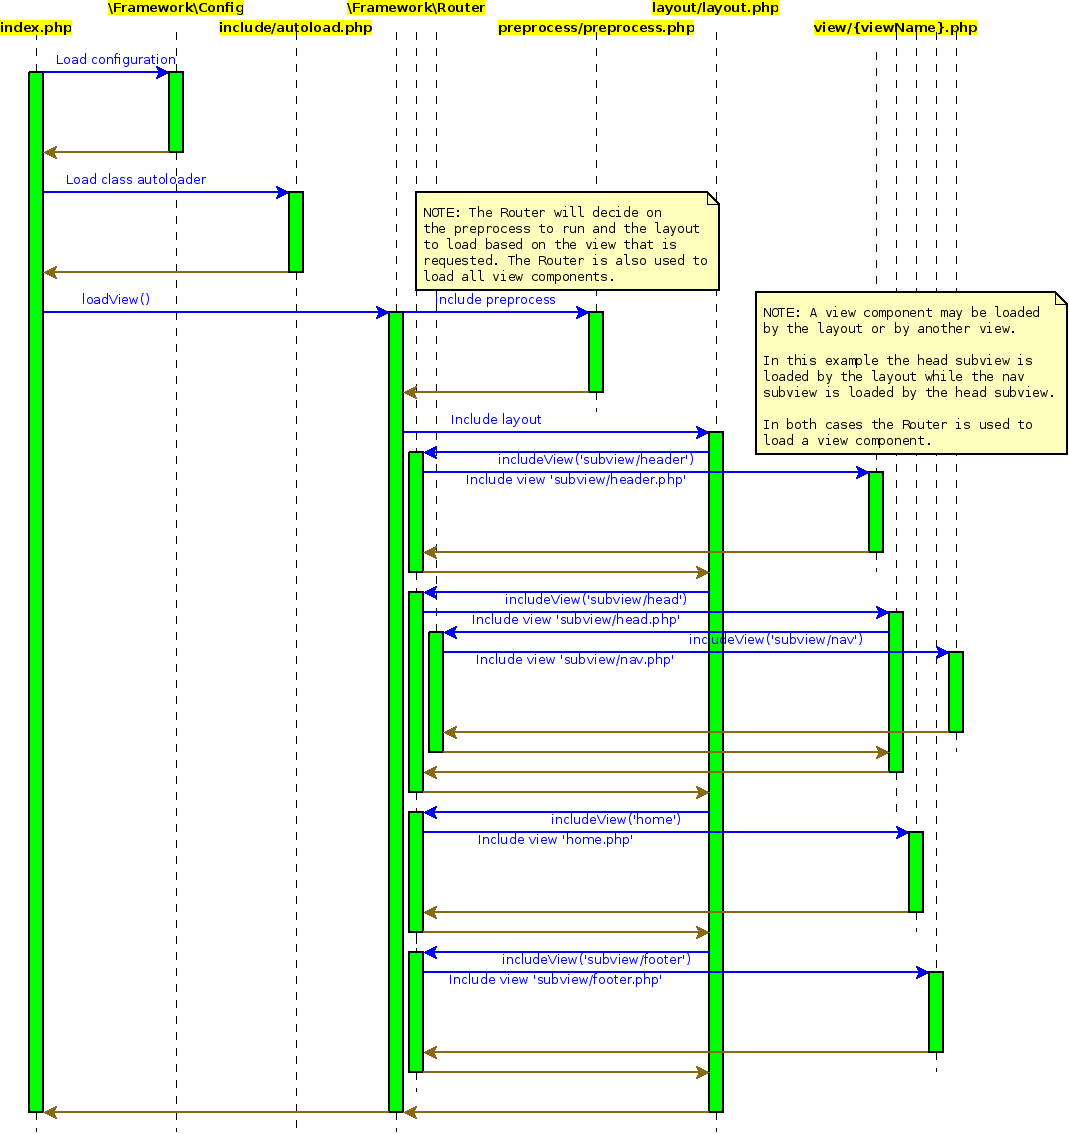 \Framework\Config
\Framework\Router
layout/layout.php
index.php
include/autoload.php
preprocess/preprocess.php
view/{viewName}.php
Load configuration
Load class autoloader
NOTE: The Router will decide on
the preprocess to run and the layout
to load based on the view that is
requested. The Router is also used to
load all view components.
loadView()
Include preprocess
NOTE: A view component may be loaded
by the layout or by another view.
In this example the head subview is
loaded by the layout while the nav
subview is loaded by the head subview.
In both cases the Router is used to
load a view component.
Include layout
includeView('subview/header')
Include view 'subview/header.php'
includeView('subview/head')
Include view 'subview/head.php'
includeView('subview/nav')
Include view 'subview/nav.php'
includeView('home')
Include view 'home.php'
includeView('subview/footer')
Include view 'subview/footer.php'